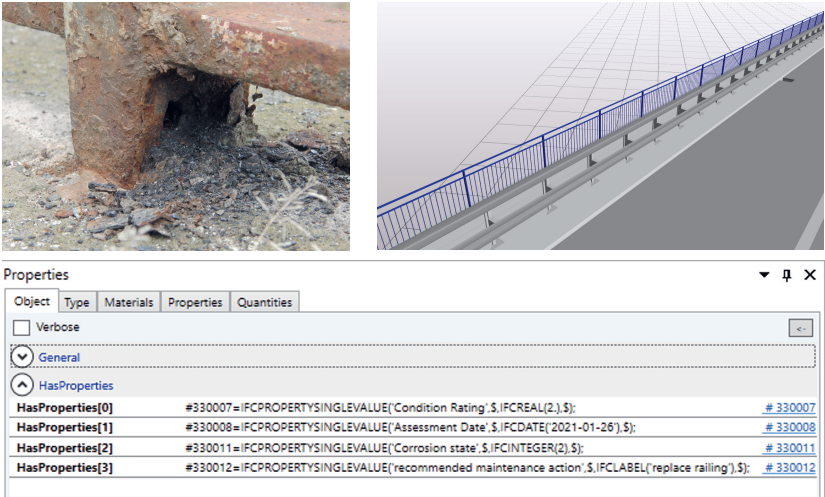 Properties
Object Type Materials Properties Quantities
Verbose
<-
General
HasProperties
HasProperties[0] #330007=IFCPROPERTYSINGLEVALUE('Condition Rating',$,IFCREAL(2.),$); # 330007
HasProperties[1] #330008=IFCPROPERTYSINGLEVALUE('Assessment Date',$,IFCDATE('2021-01-26'),$); # 330008
HasProperties[2] #330011=IFCPROPERTYSINGLEVALUE('Corrosion state',$,IFCINTEGER(2),$); # 330011
HasProperties[3] #330012=IFCPROPERTYSINGLEVALUE('recommended maintenance action',$,IFCLABEL('replace railing'),$); # 330012